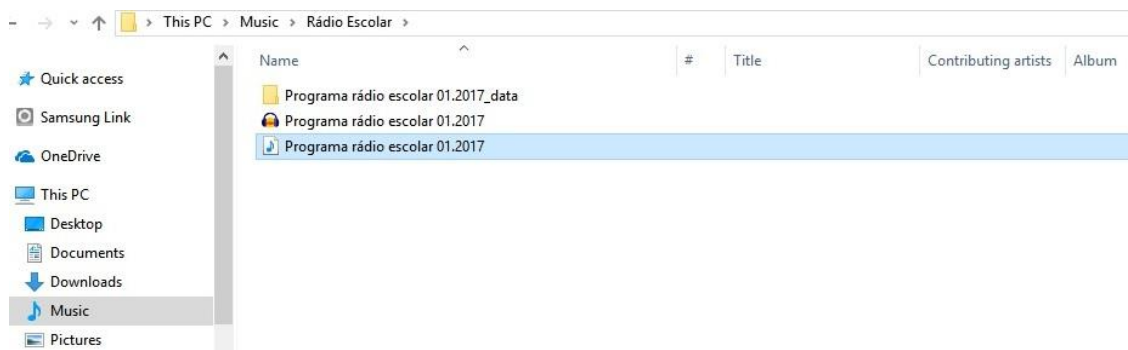 This PC > Music > Rádio Escolar >
Name # Title Contributing artists Album
Quick access
Samsung Link
OneDrive
This PC
Desktop
Documents
Downloads
Music
Pictures
Programa rádio escolar 01.2017_data
Programa rádio escolar 01.2017
Programa rádio escolar 01.2017